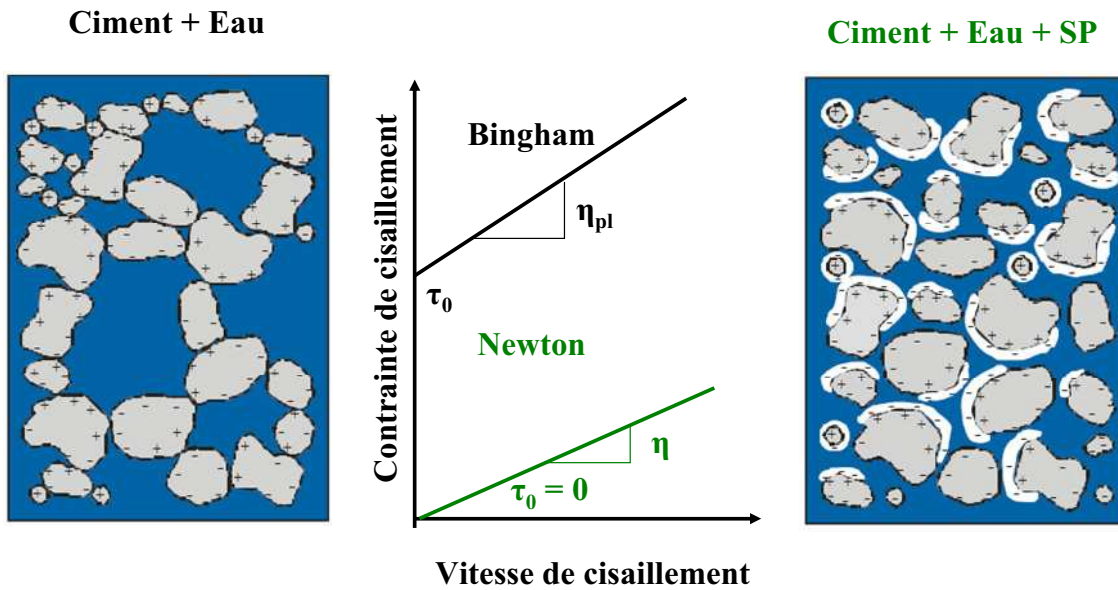 Ciment + Eau
Ciment + Eau + SP
Contrainte de cisaillement
Bingham
ηpl
τ0
Newton
η
τ0 = 0
Vitesse de cisaillement